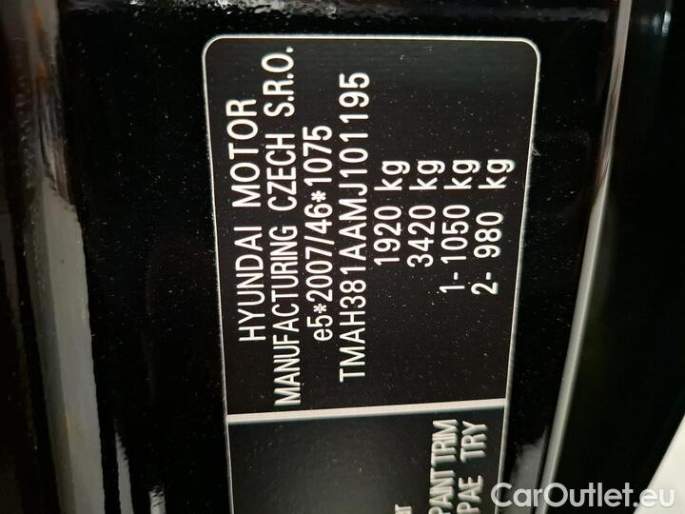 HYUNDAI MOTOR
MANUFACTURING CZECH S.R.O.
e5*2007/46*1075
TMAH381AAMJ101195
1920 kg
3420 kg
1- 1050 kg
2- 980 kg
PANT TRIM
PAE TRY
CarOutlet.eu